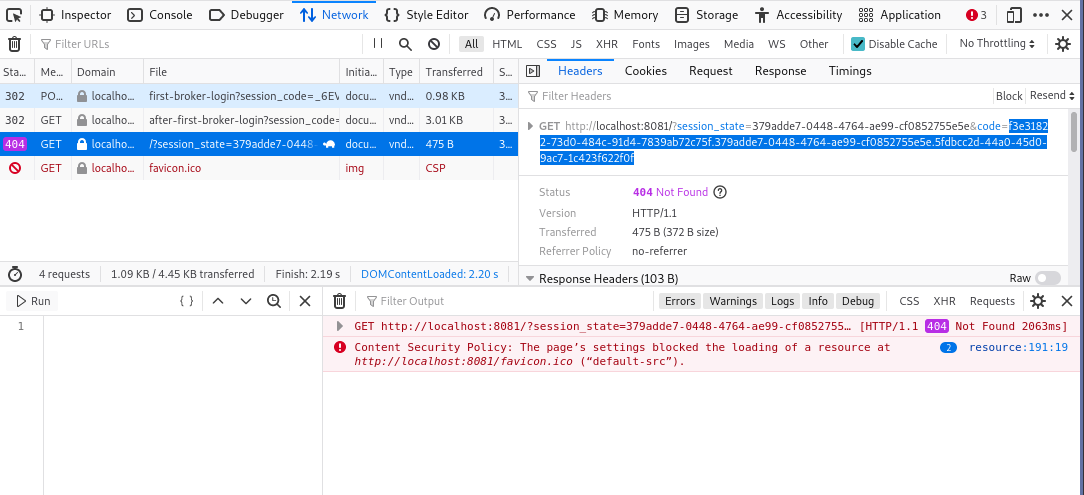 Inspector Console Debugger Network Style Editor Performance Memory Storage Accessibility Application 3
Filter URLs All HTML CSS JS XHR Fonts Images Media WS Other Disable Cache No Throttling
Sta... Me... Domain File Initia... Type Transferred S...
302 PO... localho... first-broker-login?session_code=_6EV docu... vnd... 0.98 KB 3...
302 GET localho... after-first-broker-login?session_code= docu... vnd... 3.01 KB 3...
404 GET localho... /?session_state=379adde7-0448 docu... vnd... 475 B 3...
GET localho... favicon.ico img CSP
4 requests 1.09 KB / 4.45 KB transferred Finish: 2.19 s DOMContentLoaded: 2.20 s
Headers Cookies Request Response Timings
Filter Headers Block Resend
GET http://localhost:8081/?session_state=379adde7-0448-4764-ae99-cf0852755e5e&code=f3e3182
2-73d0-484c-91d4-7839ab72c75f.379adde7-0448-4764-ae99-cf0852755e5e.5fdbcc2d-44a0-45d0-
9ac7-1c423f622f0f
Status 404 Not Found ?
Version HTTP/1.1
Transferred 475 B (372 B size)
Referrer Policy no-referrer
Response Headers (103 B) Raw
Run { }
1
Filter Output Errors Warnings Logs Info Debug CSS XHR Requests
GET http://localhost:8081/?session_state=379adde7-0448-4764-ae99-cf0852755… [HTTP/1.1 404 Not Found 2063ms]
Content Security Policy: The page’s settings blocked the loading of a resource at 2 resource:191:19
http://localhost:8081/favicon.ico (“default-src”).